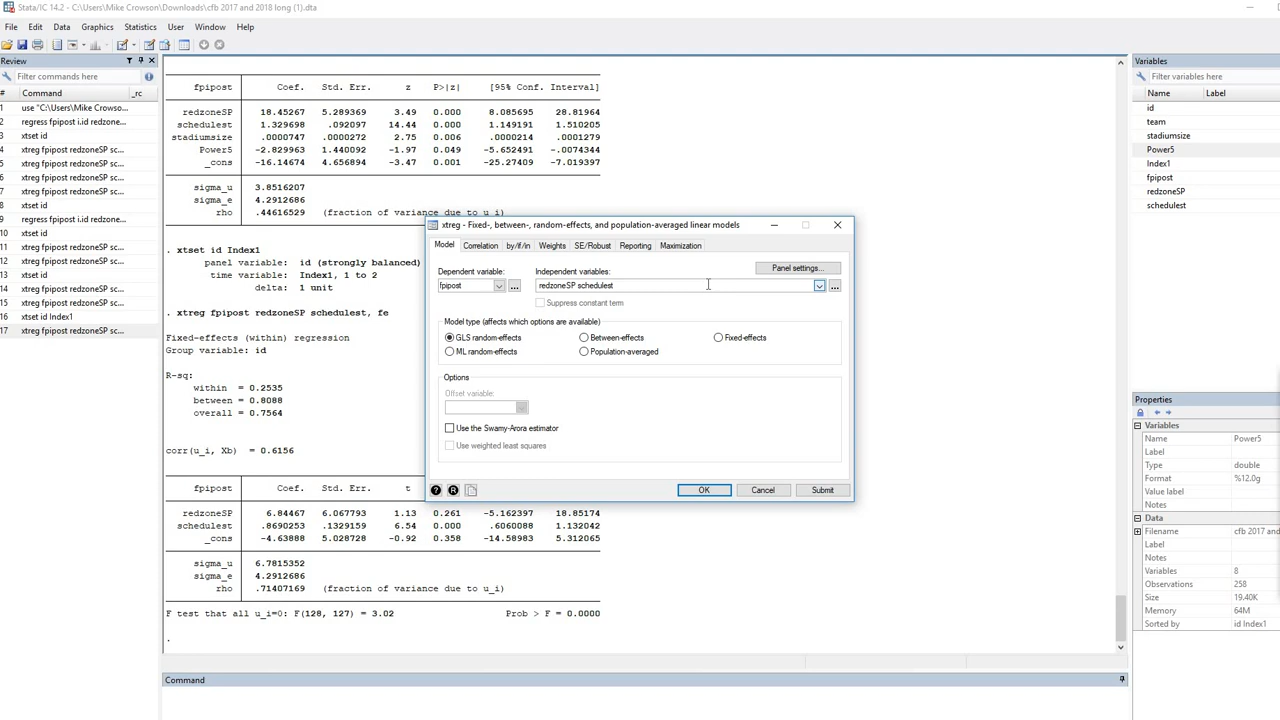 Stata/IC 14.2 - C:\Users\Mike Crowson\Downloads\cfb 2017 and 2018 long (1).dta
File Edit Data Graphics Statistics User Window Help
Review
Filter commands here
# Command _rc
1 use "C:\Users\Mike Crowso...
2 regress fpipost i.id redzone...
3 xtset id
4 xtreg fpipost redzoneSP sc...
5 xtreg fpipost redzoneSP sc...
6 xtreg fpipost redzoneSP sc...
7 xtreg fpipost redzoneSP sc...
8 xtset id
9 regress fpipost i.id redzone...
10 xtreg fpipost redzoneSP sc...
11 xtreg fpipost redzoneSP sc...
12 xtreg fpipost redzoneSP sc...
13 xtset id
14 xtreg fpipost redzoneSP sc...
15 xtreg fpipost redzoneSP sc...
16 xtset id Index1
17 xtreg fpipost redzoneSP sc...
fpipost Coef. Std. Err. z P>|z| [95% Conf. Interval]
redzoneSP 18.45267 5.289369 3.49 0.000 8.085695 28.81964
schedulest 1.329698 .092097 14.44 0.000 1.149191 1.510205
stadiumsize .0000747 .0000272 2.75 0.006 .0000214 .0001279
Power5 -2.829963 1.440092 -1.97 0.049 -5.652491 -.0074344
_cons -16.14674 4.656894 -3.47 0.001 -25.27409 -7.019397
sigma_u 3.8516207
sigma_e 4.2912686
rho .44616529 (fraction of variance due to u_i)
. xtset id Index1
panel variable: id (strongly balanced)
time variable: Index1, 1 to 2
delta: 1 unit
. xtreg fpipost redzoneSP schedulest, fe
Fixed-effects (within) regression
Group variable: id
R-sq:
within = 0.2535
between = 0.8088
overall = 0.7564
corr(u_i, Xb) = 0.6156
fpipost Coef. Std. Err. t
redzoneSP 6.84467 6.067793 1.13 0.261 -5.162397 18.85174
schedulest .8690253 .1329159 6.54 0.000 .6060088 1.132042
_cons -4.63888 5.028728 -0.92 0.358 -14.58983 5.312065
sigma_u 6.7815352
sigma_e 4.2912686
rho .71407169 (fraction of variance due to u_i)
F test that all u_i=0: F(128, 127) = 3.02 Prob > F = 0.0000
.
Command
xtreg - Fixed-, between-, random-effects, and population-averaged linear models
Model Correlation by/if/in Weights SE/Robust Reporting Maximization
Panel settings...
Dependent variable: Independent variables:
fpipost ... redzoneSP schedulest ...
Suppress constant term
Model type (affects which options are available)
GLS random-effects Between-effects Fixed-effects
ML random-effects Population-averaged
Options
Offset variable:
Use the Swamy-Arora estimator
Use weighted least squares
OK Cancel Submit
Variables
Filter variables here
Name Label
id
team
stadiumsize
Power5
Index1
fpipost
redzoneSP
schedulest
Properties
Variables
Name Power5
Label
Type double
Format %12.0g
Value label
Notes
Data
Filename cfb 2017 and
Label
Notes
Variables 8
Observations 258
Size 19.40K
Memory 64M
Sorted by id Index1